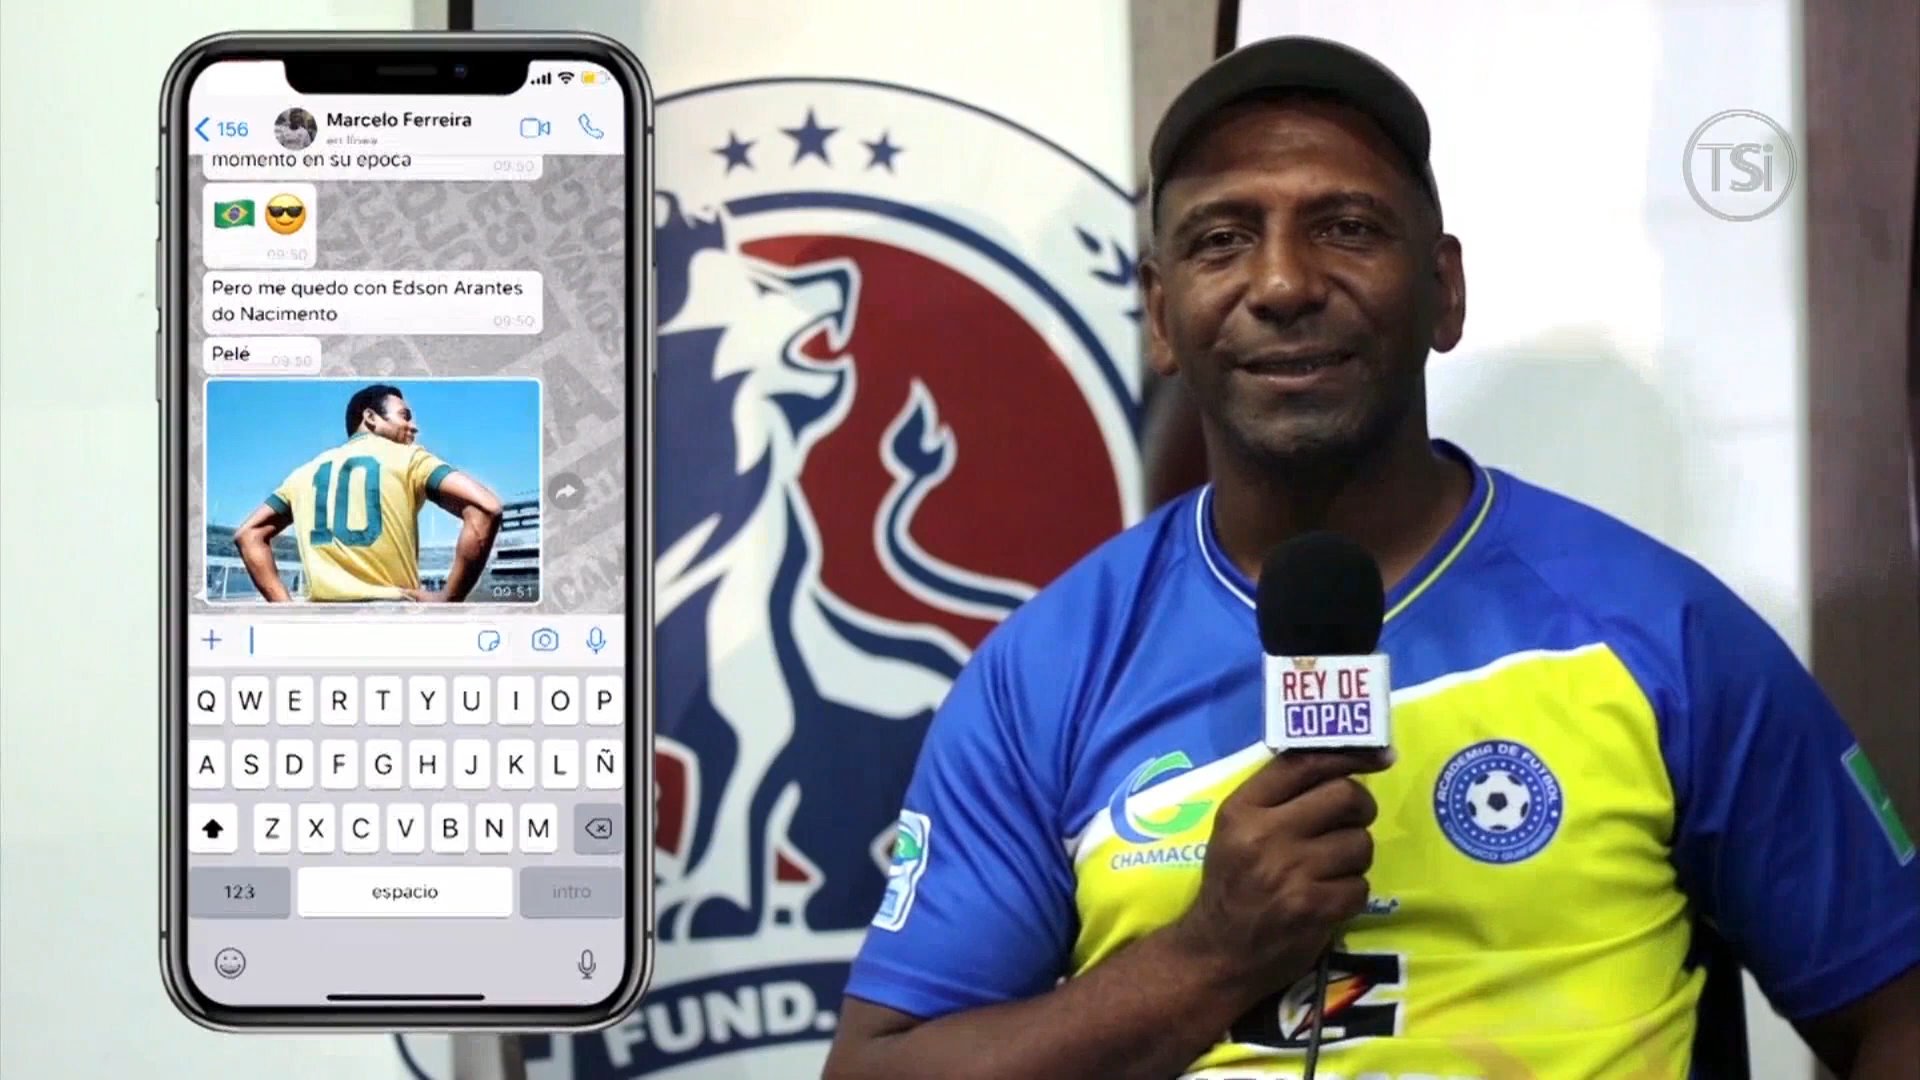 156
Marcelo Ferreira
en línea
momento en su epoca
09:50
09:50
Pero me quedo con Edson Arantes
do Nacimento
09:50
Pelé
09:50
10
09:51
Q W E R T Y U I O P
A S D F G H J K L Ñ
Z X C V B N M
123
espacio
intro
FUND.
TSi
REY DE
COPAS
CHAMACO
ACADEMIA DE FUTBOL